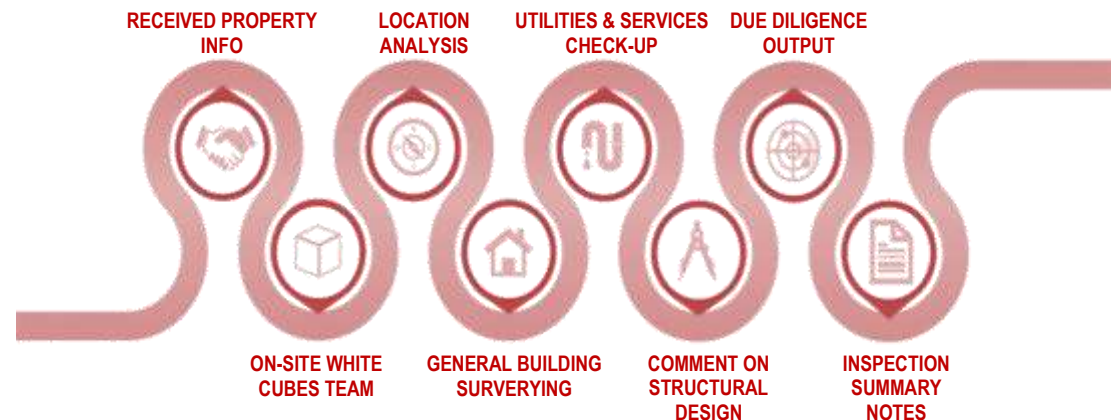 RECEIVED PROPERTY
INFO
LOCATION
ANALYSIS
UTILITIES & SERVICES
CHECK-UP
DUE DILIGENCE
OUTPUT
ON-SITE WHITE
CUBES TEAM
GENERAL BUILDING
SURVERYING
COMMENT ON
STRUCTURAL
DESIGN
INSPECTION
SUMMARY
NOTES